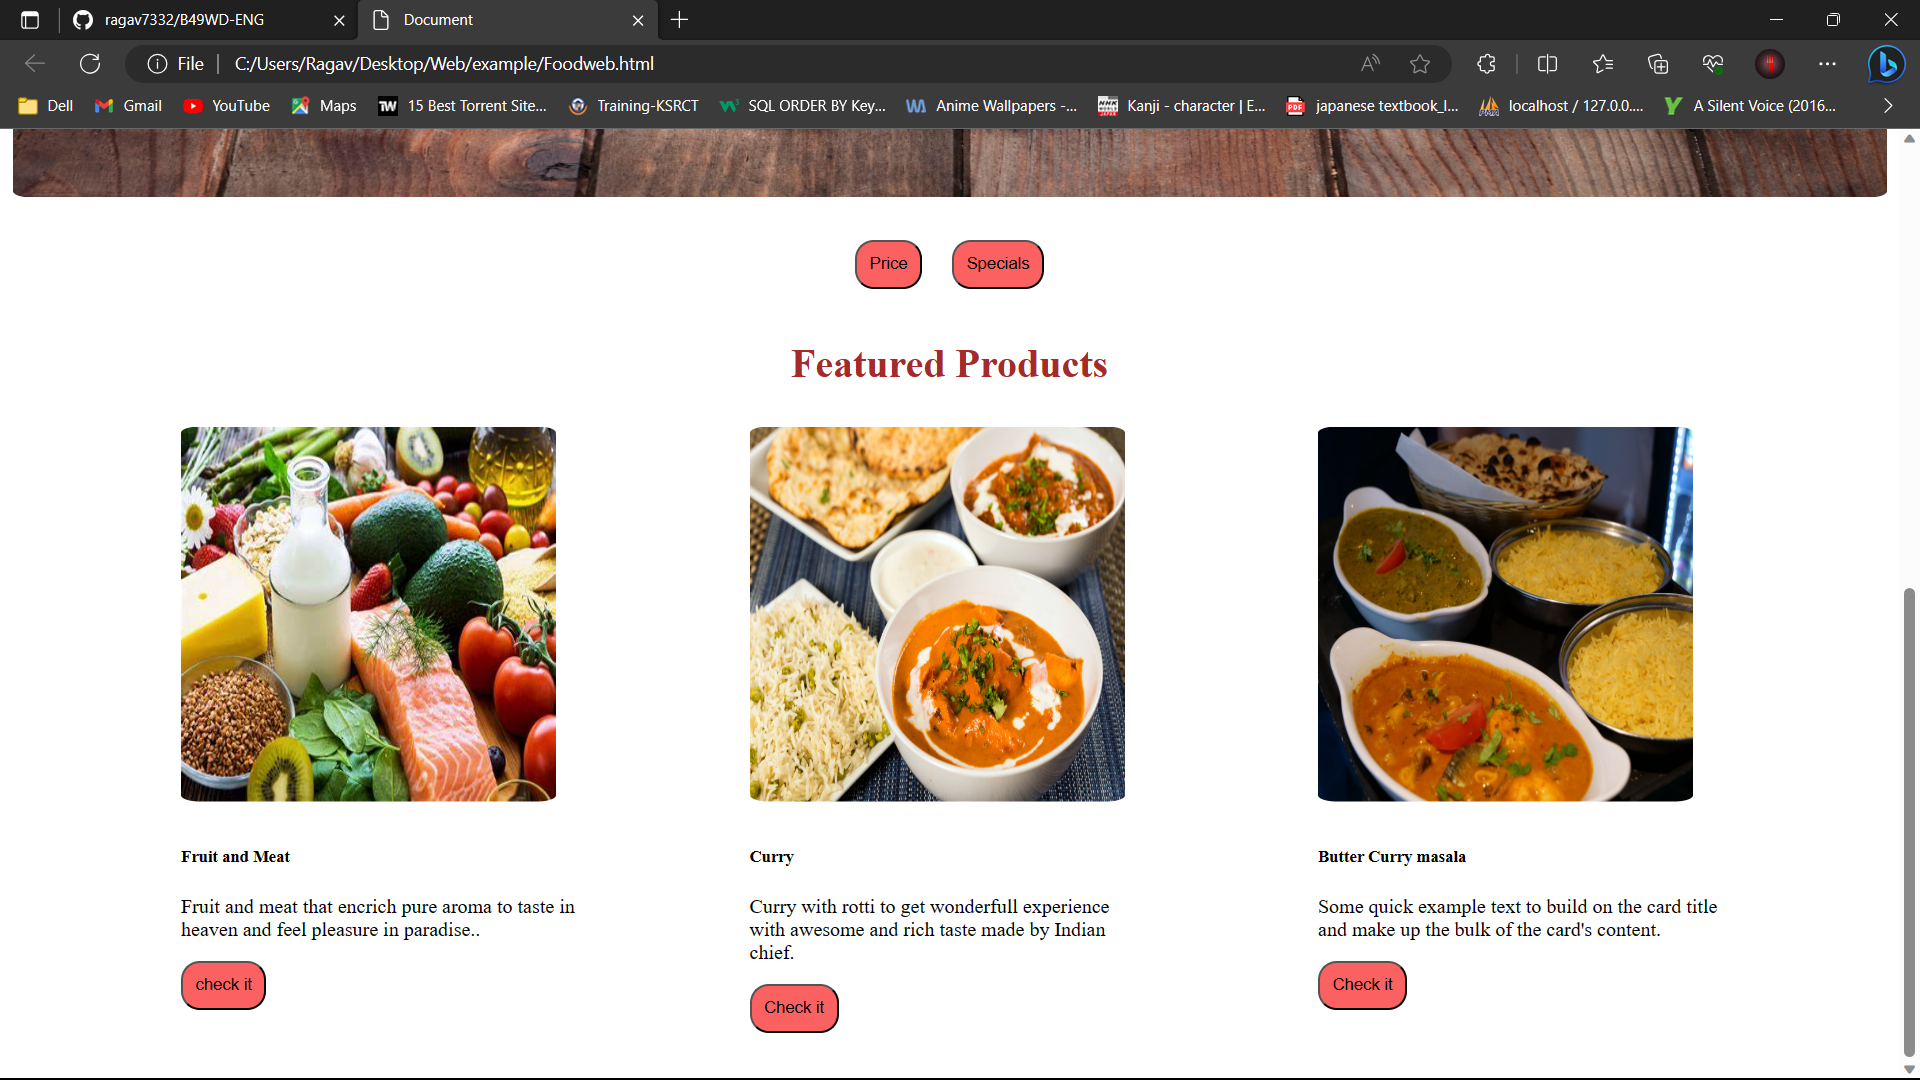 ragav7332/B49WD-ENG
Document
File
C:/Users/Ragav/Desktop/Web/example/Foodweb.html
Dell
Gmail
YouTube
Maps
TW
15 Best Torrent Site...
Training-KSRCT
SQL ORDER BY Key...
Anime Wallpapers -...
Kanji - character | E...
PDF
japanese textbook_l...
localhost / 127.0.0....
A Silent Voice (2016...
Price
Specials
Featured Products
Fruit and Meat
Fruit and meat that encrich pure aroma to taste in
heaven and feel pleasure in paradise..
check it
Curry
Curry with rotti to get wonderfull experience
with awesome and rich taste made by Indian
chief.
Check it
Butter Curry masala
Some quick example text to build on the card title
and make up the bulk of the card's content.
Check it